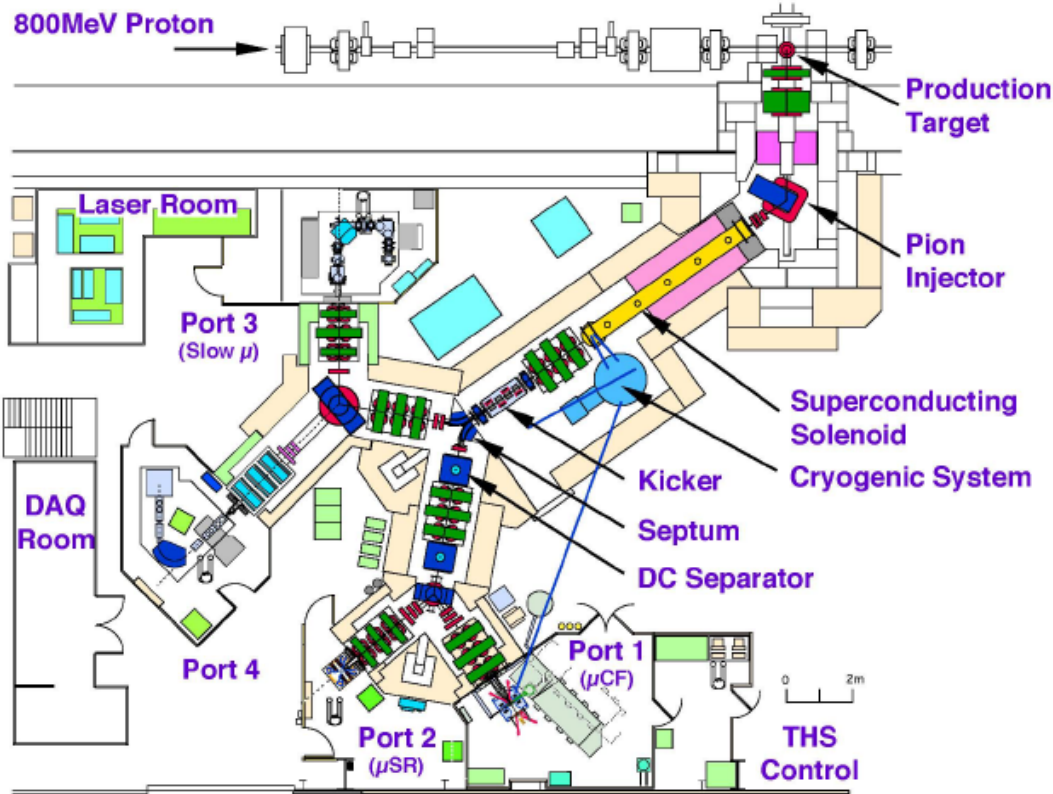 800MeV Proton
Production
Target
Laser Room
Pion
Injector
Port 3
(Slow μ)
Superconducting
Solenoid
Cryogenic System
Kicker
DAQ
Room
Septum
DC Separator
Port 4
Port 1
(μCF)
0
2m
Port 2
(μSR)
THS
Control